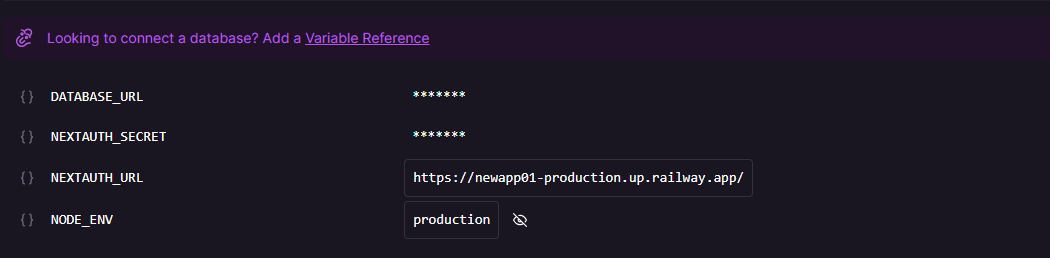 Looking to connect a database? Add a Variable Reference
{} DATABASE_URL *******
{} NEXTAUTH_SECRET *******
{} NEXTAUTH_URL https://newapp01-production.up.railway.app/
{} NODE_ENV production